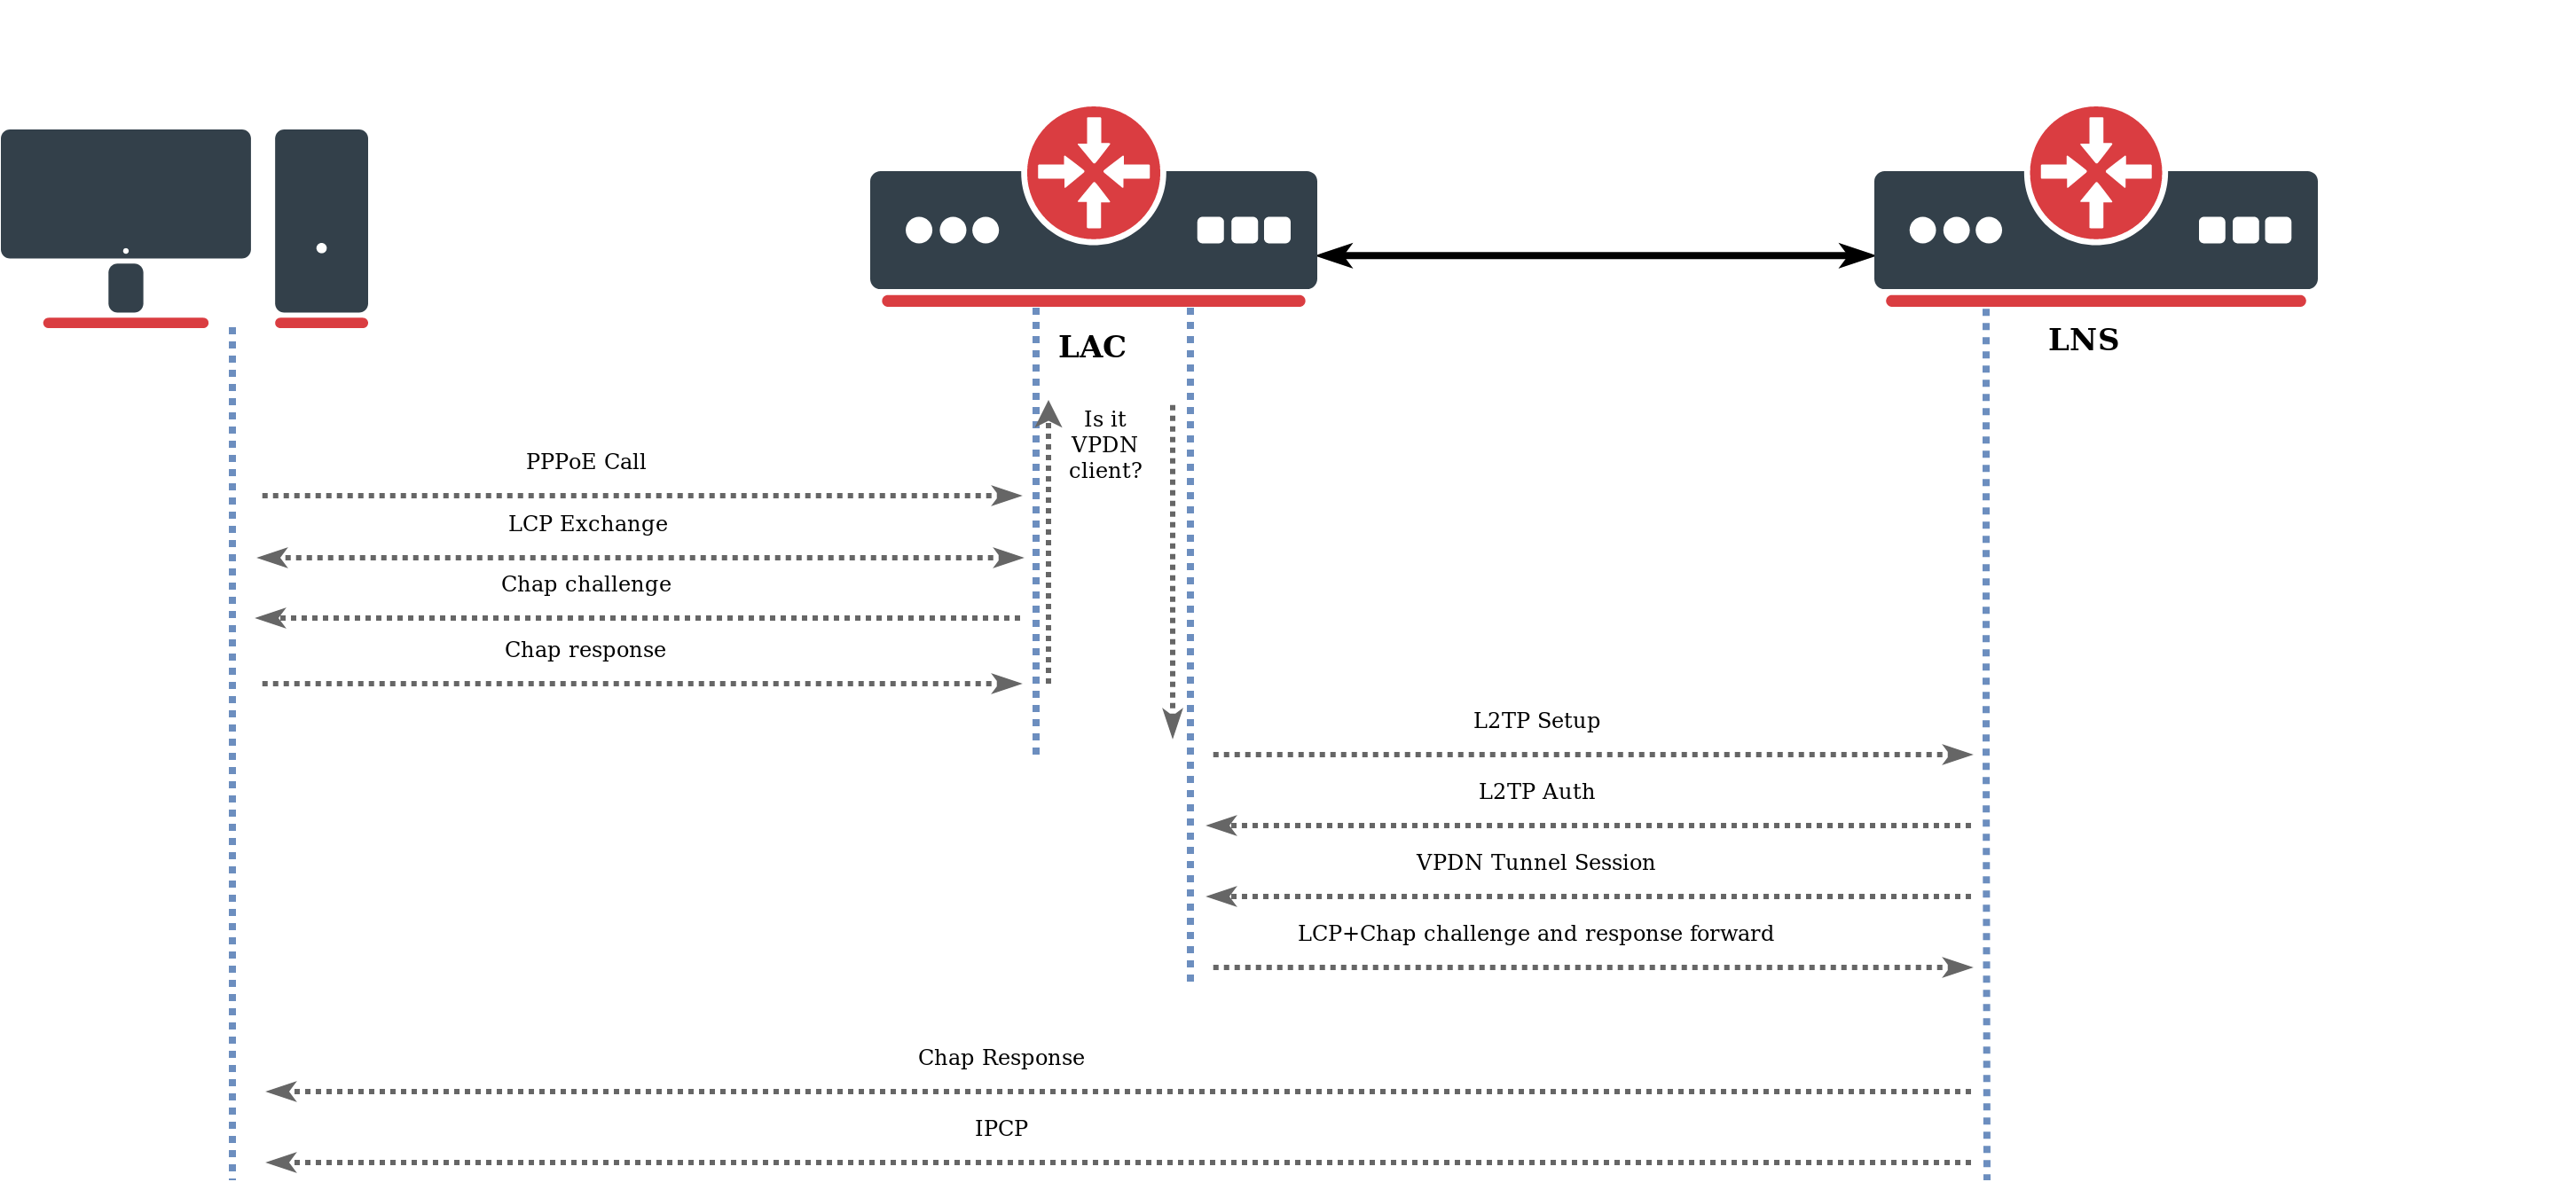 LAC
LNS
Is it
VPDN
client?
PPPoE Call
LCP Exchange
Chap challenge
Chap response
L2TP Setup
L2TP Auth
VPDN Tunnel Session
LCP+Chap challenge and response forward
Chap Response
IPCP